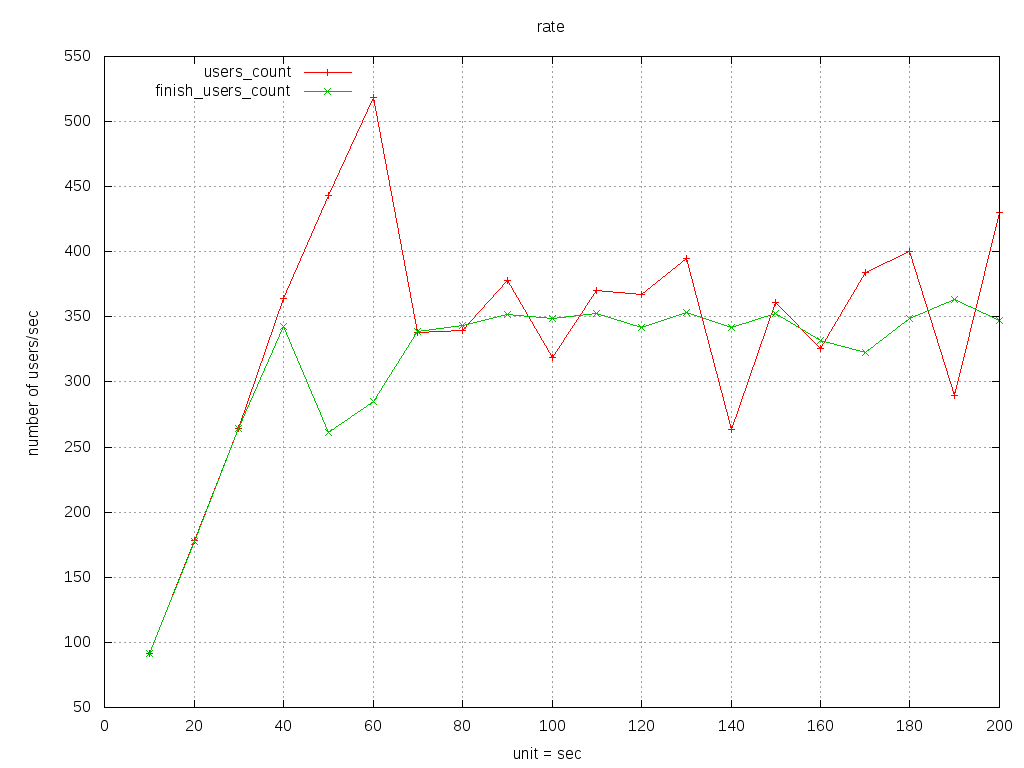 rate
users_count
finish_users_count
550
500
450
400
350
300
250
200
150
100
50
0 20 40 60 80 100 120 140 160 180 200
number of users/sec
unit = sec